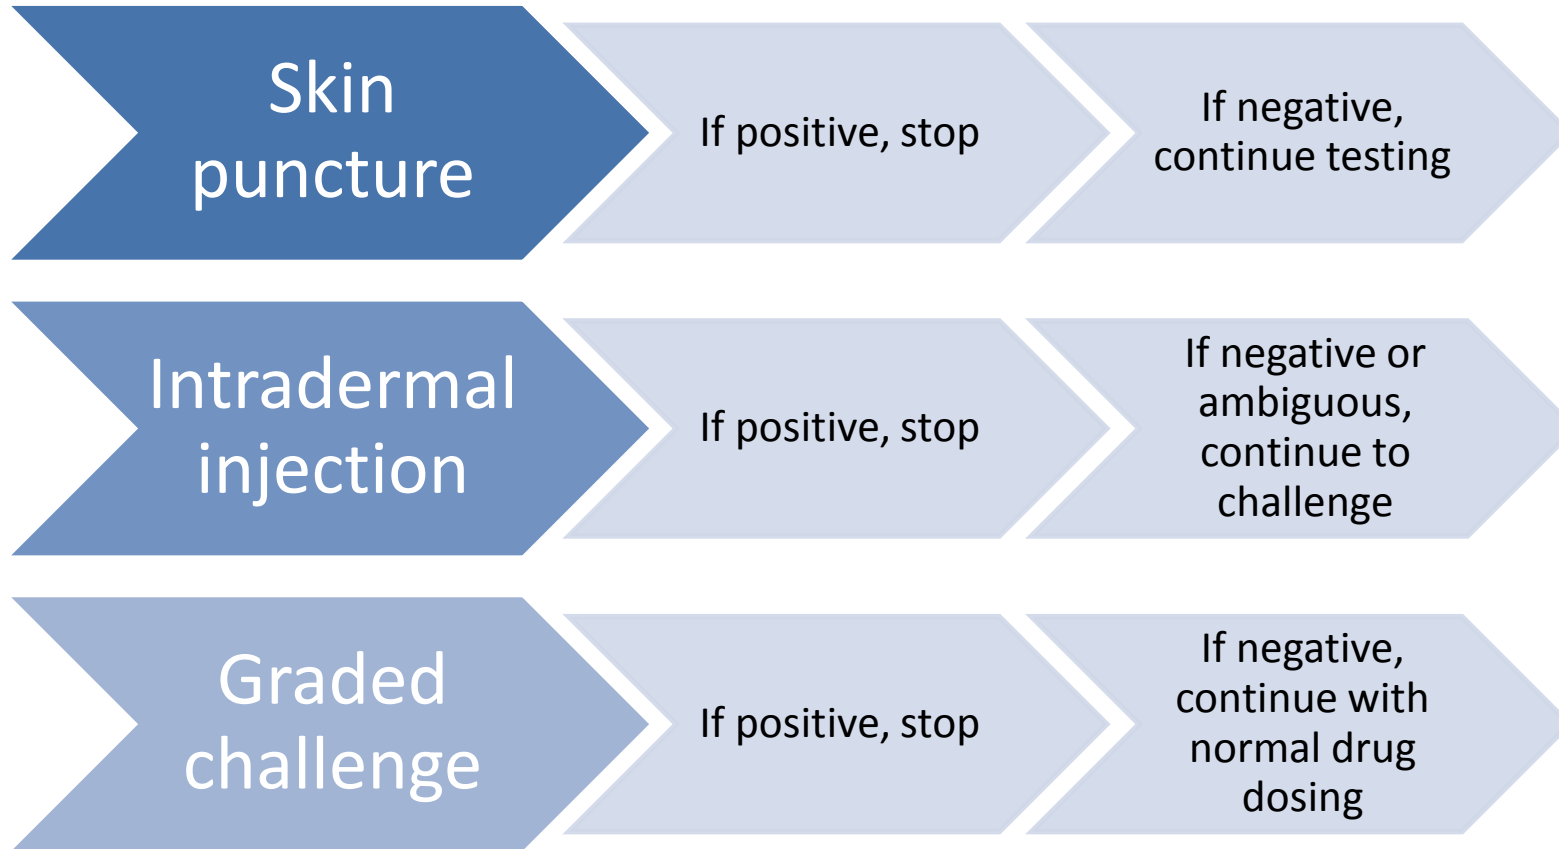 Skin
puncture
If positive, stop
If negative,
continue testing
Intradermal
injection
If positive, stop
If negative or
ambiguous,
continue to
challenge
Graded
challenge
If positive, stop
If negative,
continue with
normal drug
dosing